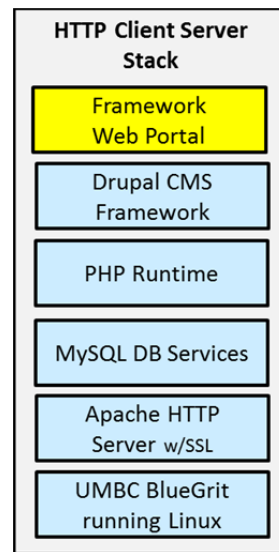 HTTP Client Server
Stack
Framework
Web Portal
Drupal CMS
Framework
PHP Runtime
MySQL DB Services
Apache HTTP
Server w/SSL
UMBC BlueGrit
running Linux